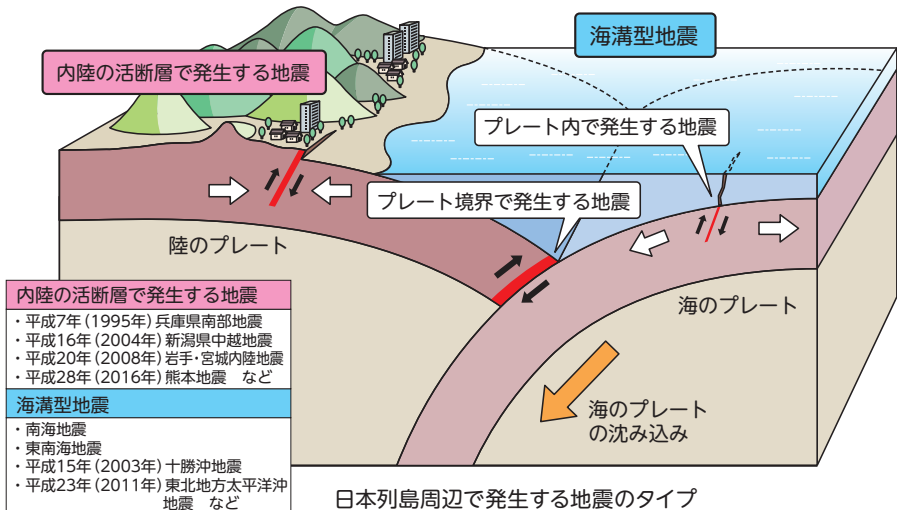 海溝型地震
内陸の活断層で発生する地震
プレート内で発生する地震
プレート境界で発生する地震
陸のプレート
海のプレート
海のプレート
の沈み込み
内陸の活断層で発生する地震
・平成7年(1995年)兵庫県南部地震
・平成16年(2004年)新潟県中越地震
・平成20年(2008年)岩手・宮城内陸地震
・平成28年(2016年)熊本地震 など
海溝型地震
・南海地震
・東南海地震
・平成15年(2003年)十勝沖地震
・平成23年(2011年)東北地方太平洋沖
地震 など
日本列島周辺で発生する地震のタイプ